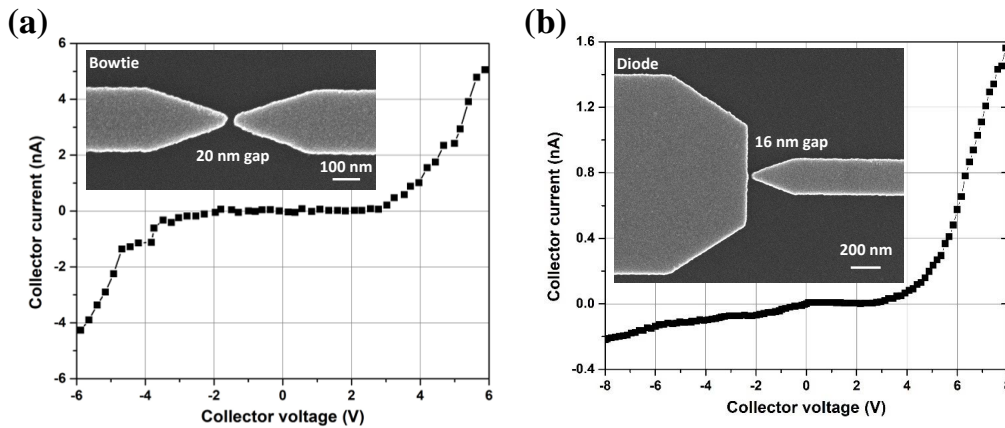 (a)
6
4
2
0
-2
-4
-6
-6 -4 -2 0 2 4 6
Collector current (nA)
Collector voltage (V)
Bowtie
20 nm gap
100 nm
(b)
1.6
1.2
0.8
0.4
0.0
-0.4
-8 -6 -4 -2 0 2 4 6 8
Collector current (nA)
Collector voltage (V)
Diode
16 nm gap
200 nm